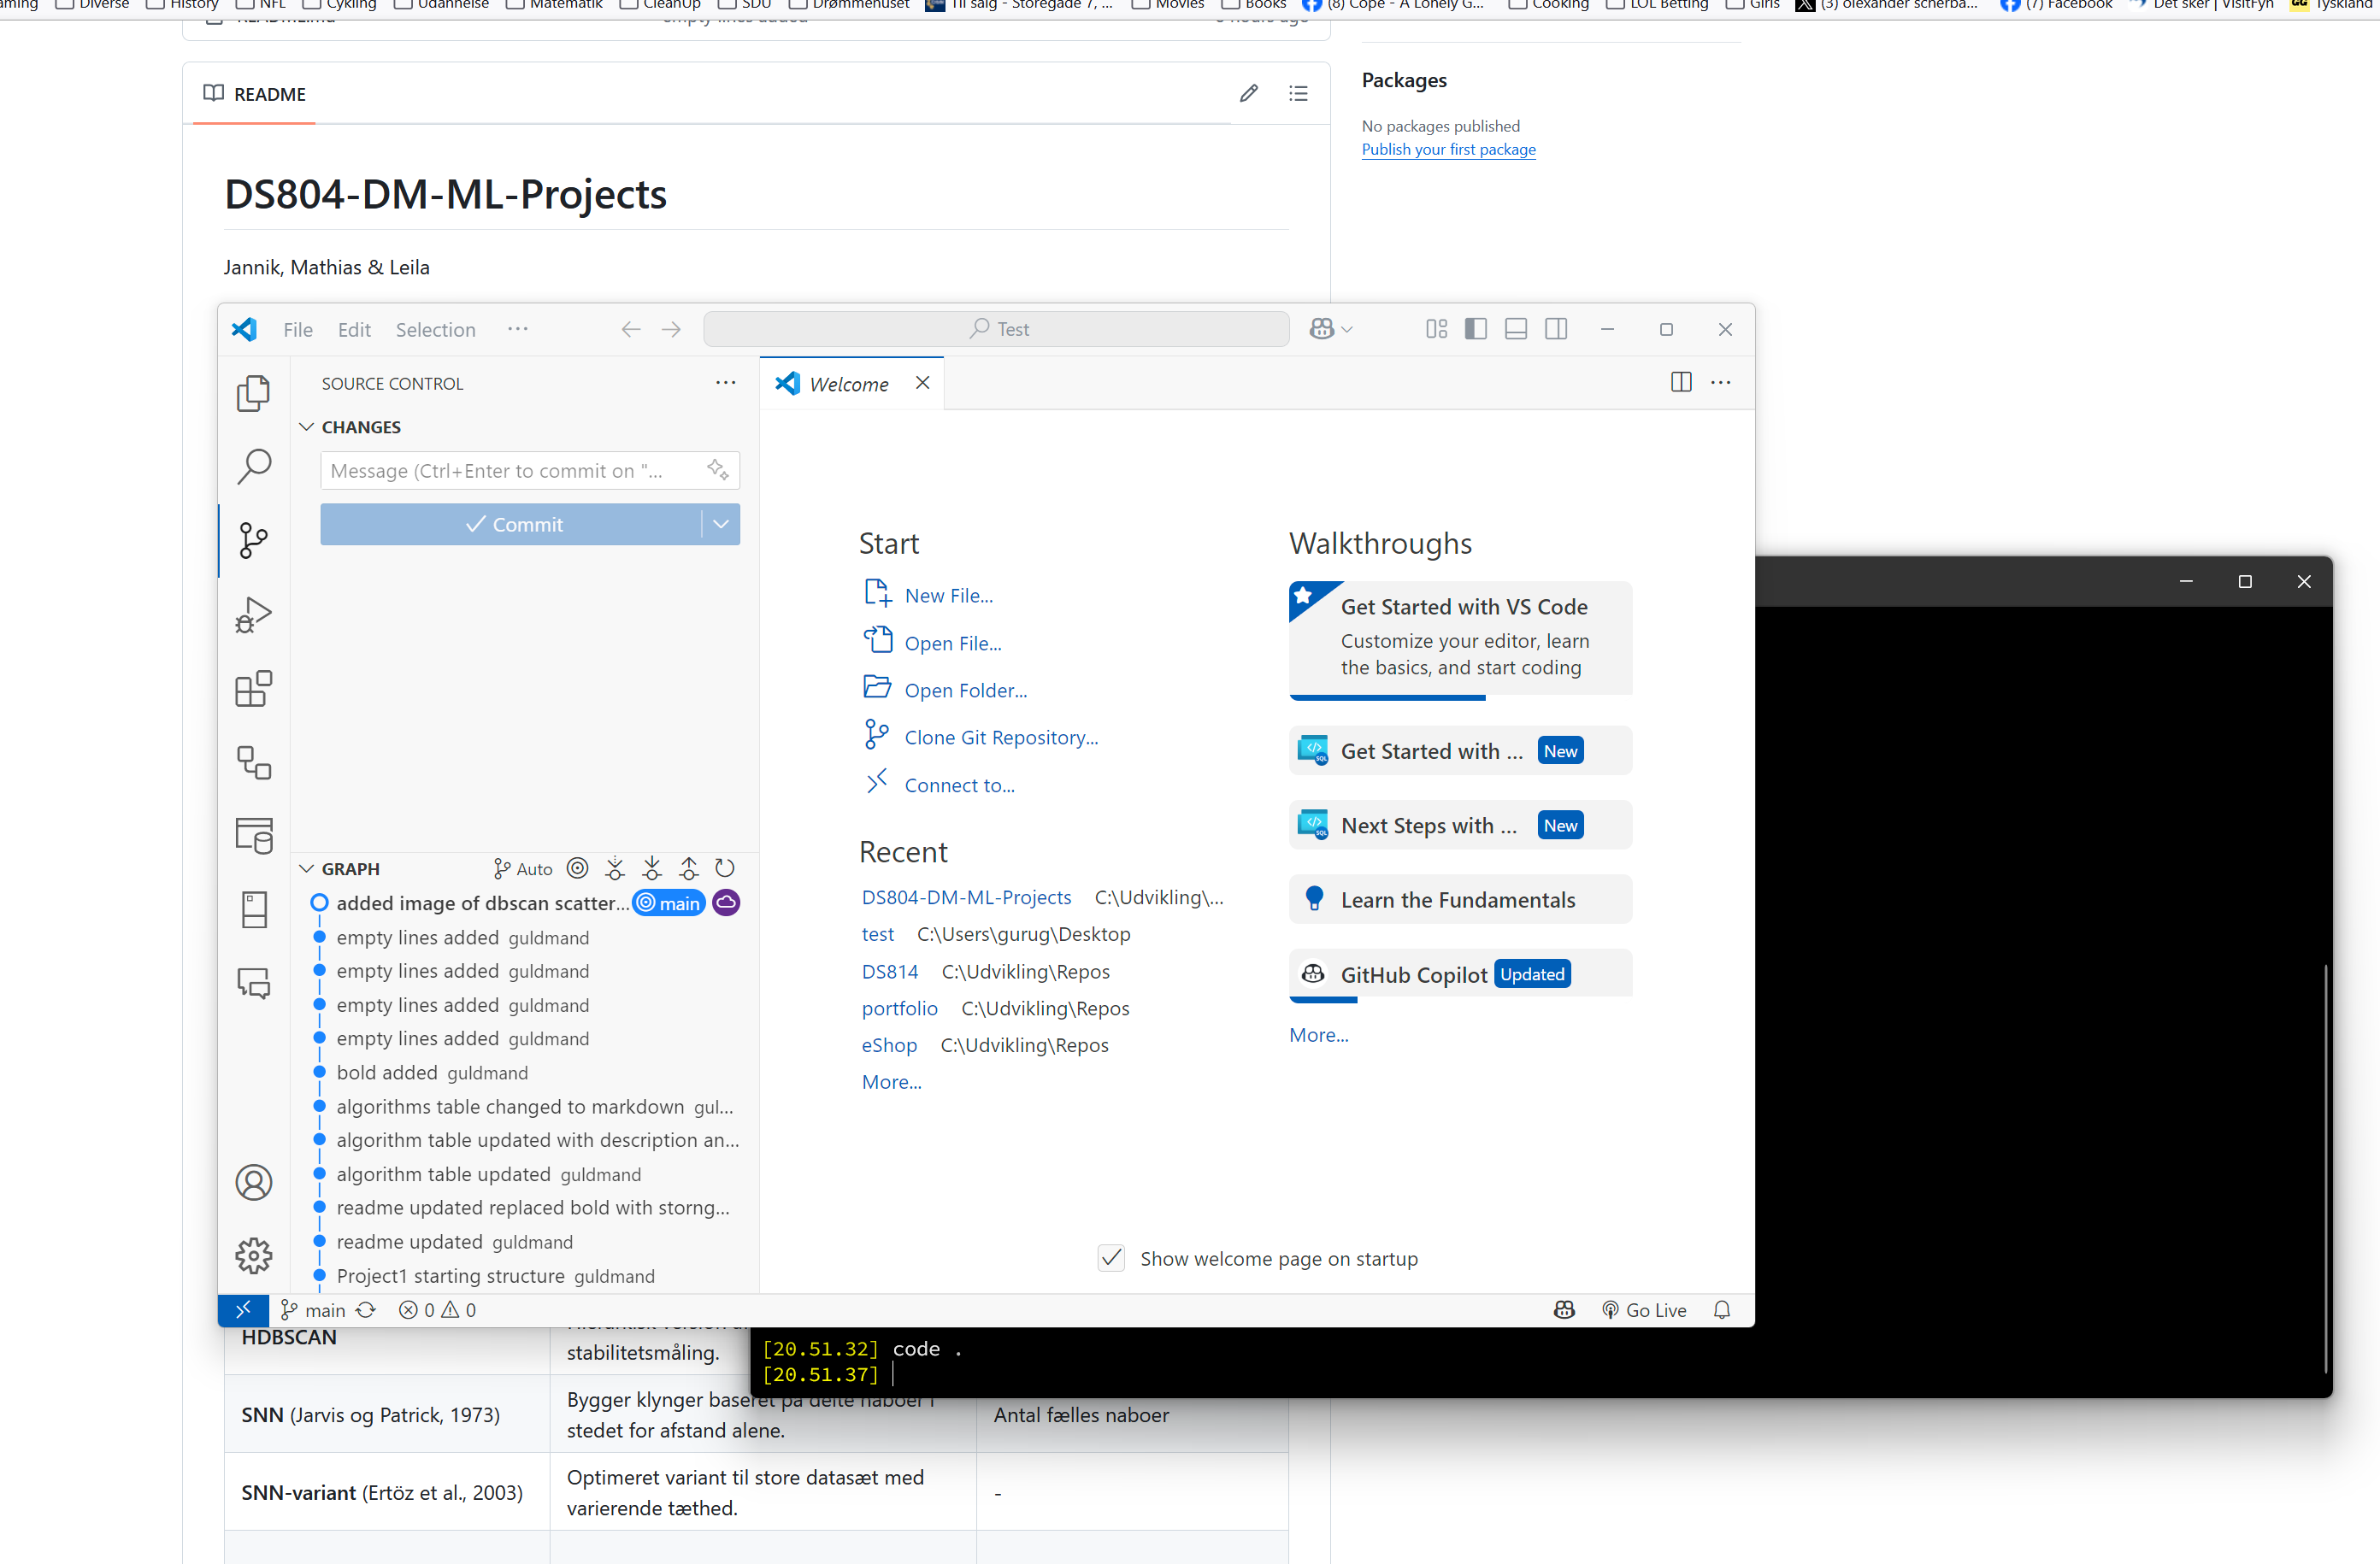 Diverse
History
NFL
Cykling
Udannelse
Matematik
CleanUp
SDU
Drømmehuset
Til salg - Storegade 7, ...
Movies
Books
(8) Cope - A Lonely G...
Cooking
LOL Betting
Girls
(3) olexander scherba...
(7) Facebook
Det sker | VisitFyn
Tyskland
empty lines added
README
DS804-DM-ML-Projects
Jannik, Mathias & Leila
Packages
No packages published
Publish your first package
File Edit Selection ...
Test
SOURCE CONTROL
CHANGES
Message (Ctrl+Enter to commit on "...
Commit
GRAPH
Auto
added image of dbscan scatter... main
empty lines added guldmand
empty lines added guldmand
empty lines added guldmand
empty lines added guldmand
bold added guldmand
algorithms table changed to markdown gul...
algorithm table updated with description an...
algorithm table updated guldmand
readme updated replaced bold with storng...
readme updated guldmand
Project1 starting structure guldmand
Welcome
Start
New File...
Open File...
Open Folder...
Clone Git Repository...
Connect to...
Recent
DS804-DM-ML-Projects C:\Udvikling\...
test C:\Users\gurug\Desktop
DS814 C:\Udvikling\Repos
portfolio C:\Udvikling\Repos
eShop C:\Udvikling\Repos
More...
Walkthroughs
Get Started with VS Code
Customize your editor, learn
the basics, and start coding
Get Started with ... New
Next Steps with ... New
Learn the Fundamentals
GitHub Copilot Updated
More...
Show welcome page on startup
main
0 0
Go Live
[20.51.32] code .
[20.51.37]
HDBSCAN
stabilitetsmåling.
SNN (Jarvis og Patrick, 1973)
Bygger klynger baseret på delte naboer i
stedet for afstand alene.
Antal fælles naboer
SNN-variant (Ertöz et al., 2003)
Optimeret variant til store datasæt med
varierende tæthed.
-